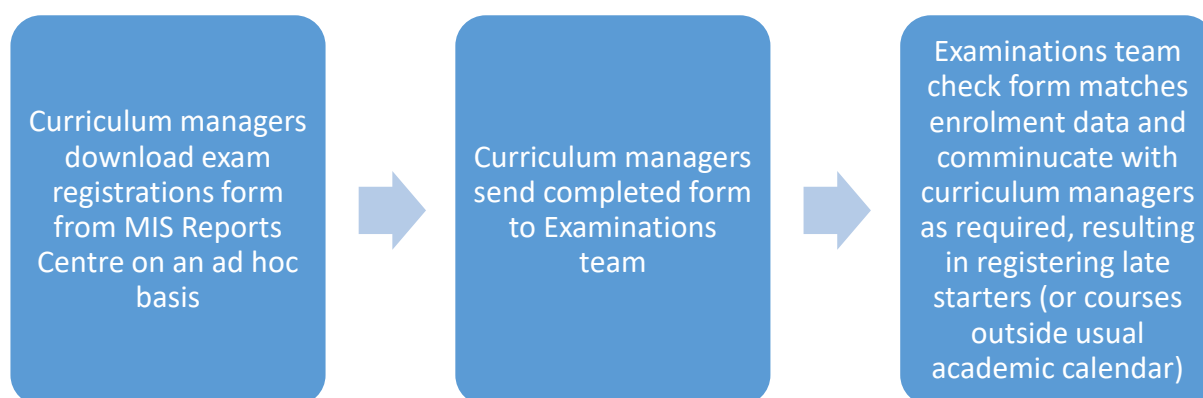 Curriculum managers
download exam
registrations form
from MIS Reports
Centre on an ad hoc
basis
Curriculum managers
send completed form
to Examinations
team
Examinations team
check form matches
enrolment data and
comminucate with
curriculum managers
as required, resulting
in registering late
starters (or courses
outside usual
academic calendar)